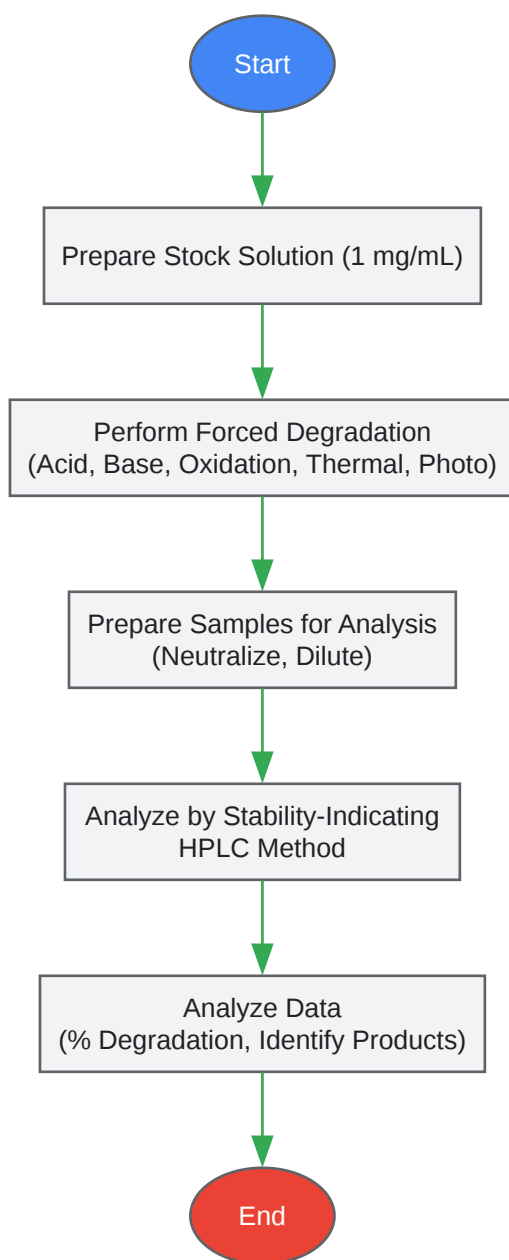 Start
Prepare Stock Solution (1 mg/mL)
Perform Forced Degradation
(Acid, Base, Oxidation, Thermal, Photo)
Prepare Samples for Analysis
(Neutralize, Dilute)
Analyze by Stability-Indicating
HPLC Method
Analyze Data
(% Degradation, Identify Products)
End